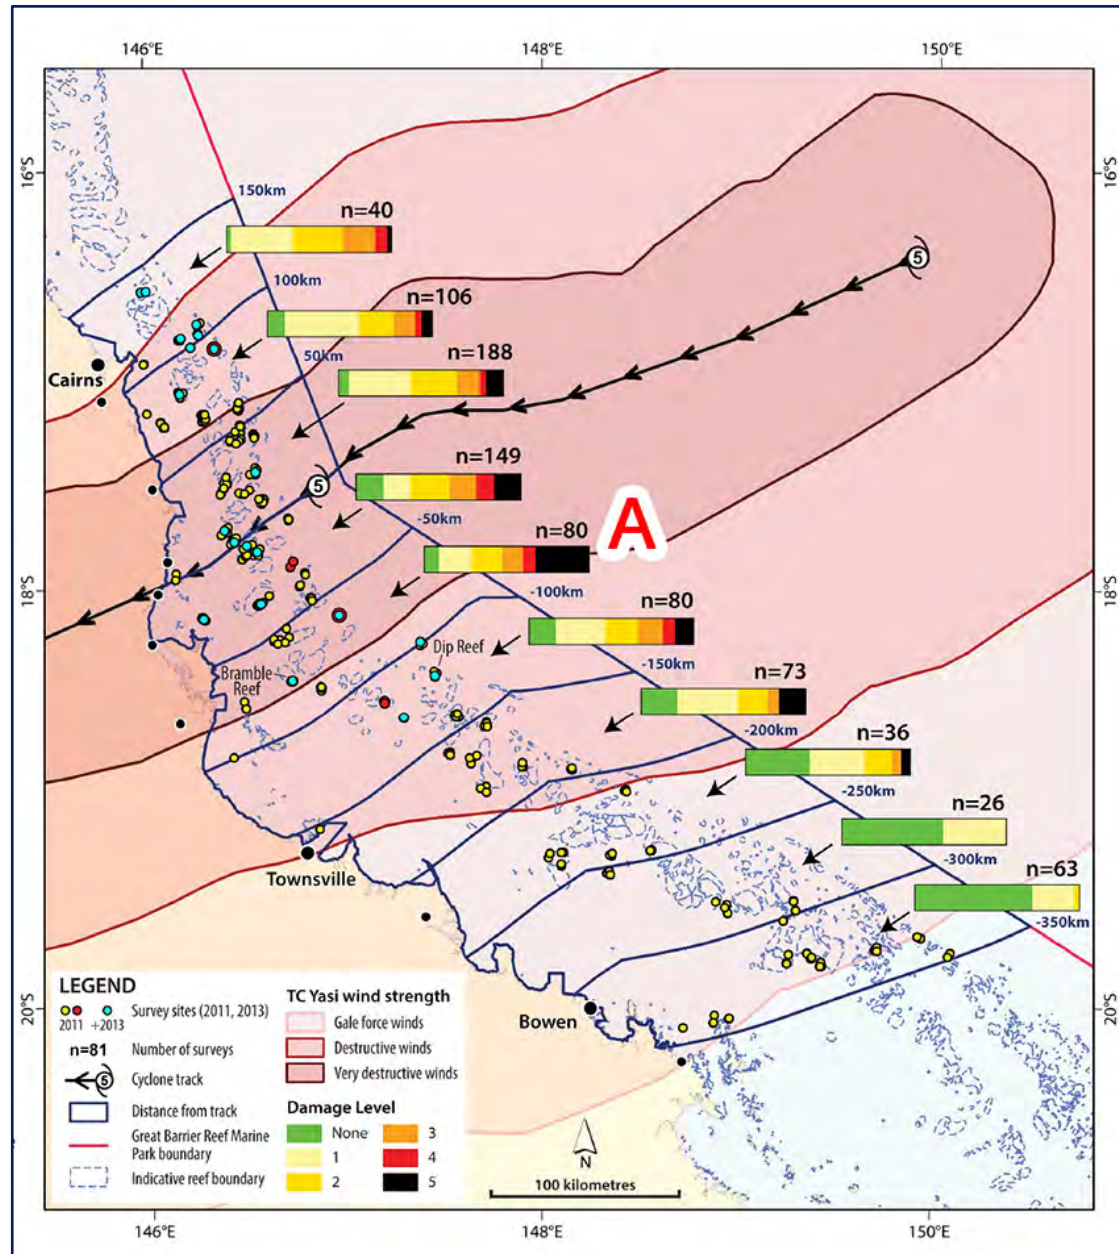 146°E
148°E
150°E
16°S
16°S
150km
n=40
100km
n=106
50km
n=188
Cairns
n=149
-50km
A
n=80
-100km
18°S
18°S
n=80
Dip Reef
-150km
Bramble
Reef
n=73
-200km
n=36
-250km
n=26
-300km
Townsville
n=63
-350km
Bowen
20°S
20°S
LEGEND
2011 +2013 Survey sites (2011, 2013)
n=81 Number of surveys
5 Cyclone track
Distance from track
Great Barrier Reef Marine
Park boundary
Indicative reef boundary
TC Yasi wind strength
Gale force winds
Destructive winds
Very destructive winds
Damage Level
None 3
1 4
2 5
5
5
N
100 kilometres
146°E
148°E
150°E